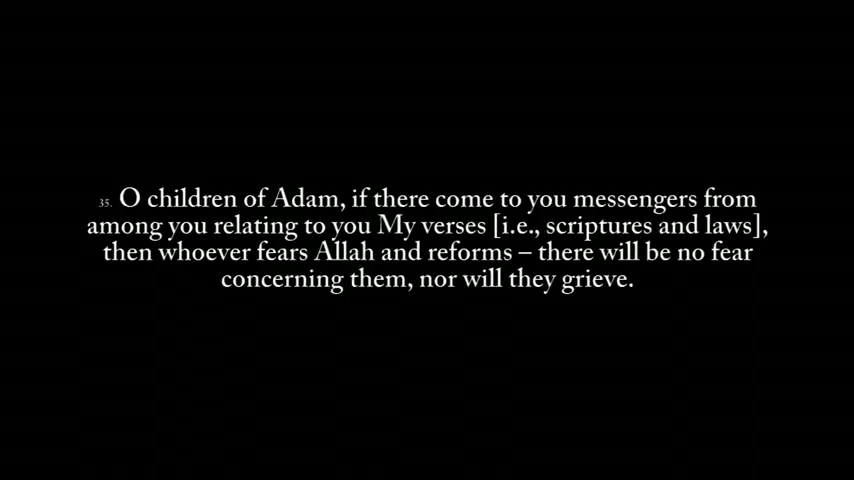 35. O children of Adam, if there come to you messengers from
among you relating to you My verses [i.e., scriptures and laws],
then whoever fears Allah and reforms – there will be no fear
concerning them, nor will they grieve.